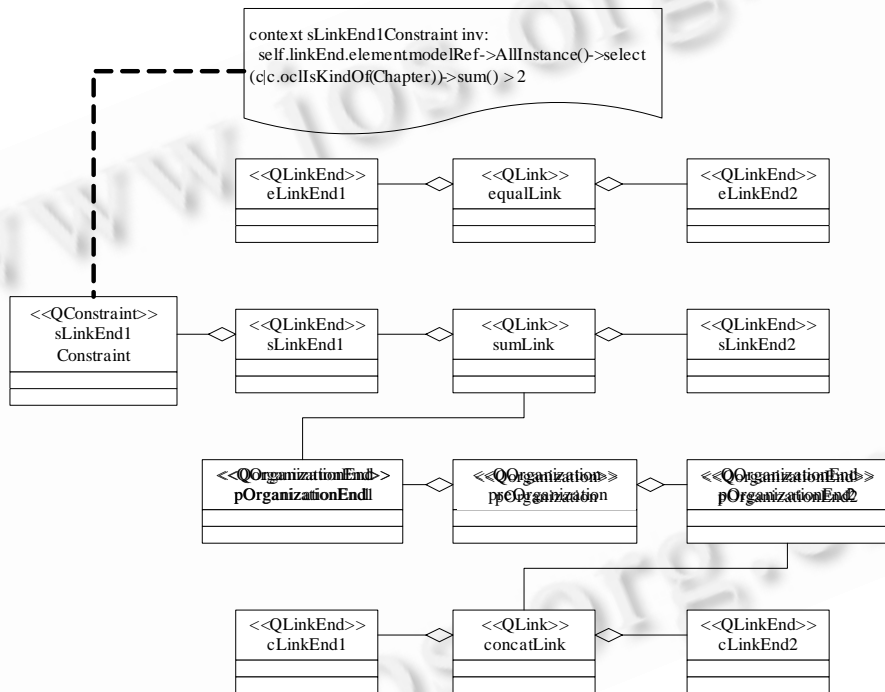 context sLinkEnd1Constraint inv:
self.linkEnd.elementmodelRef->AllInstance()->select
(c|c.oclIsKindOf(Chapter))->sum() > 2
<<QLinkEnd>>
eLinkEnd1
<<QLink>>
equalLink
<<QLinkEnd>>
eLinkEnd2
<<QConstraint>>
sLinkEnd1
Constraint
<<QLinkEnd>>
sLinkEnd1
<<QLink>>
sumLink
<<QLinkEnd>>
sLinkEnd2
<<QOrganizationEnd>>
pOrganizationEnd1
<<QOrganization>>
<<QOrganizationEnd>>
pOrganizationEnd2
<<QLinkEnd>>
cLinkEnd1
<<QLink>>
concatLink
<<QLinkEnd>>
cLinkEnd2